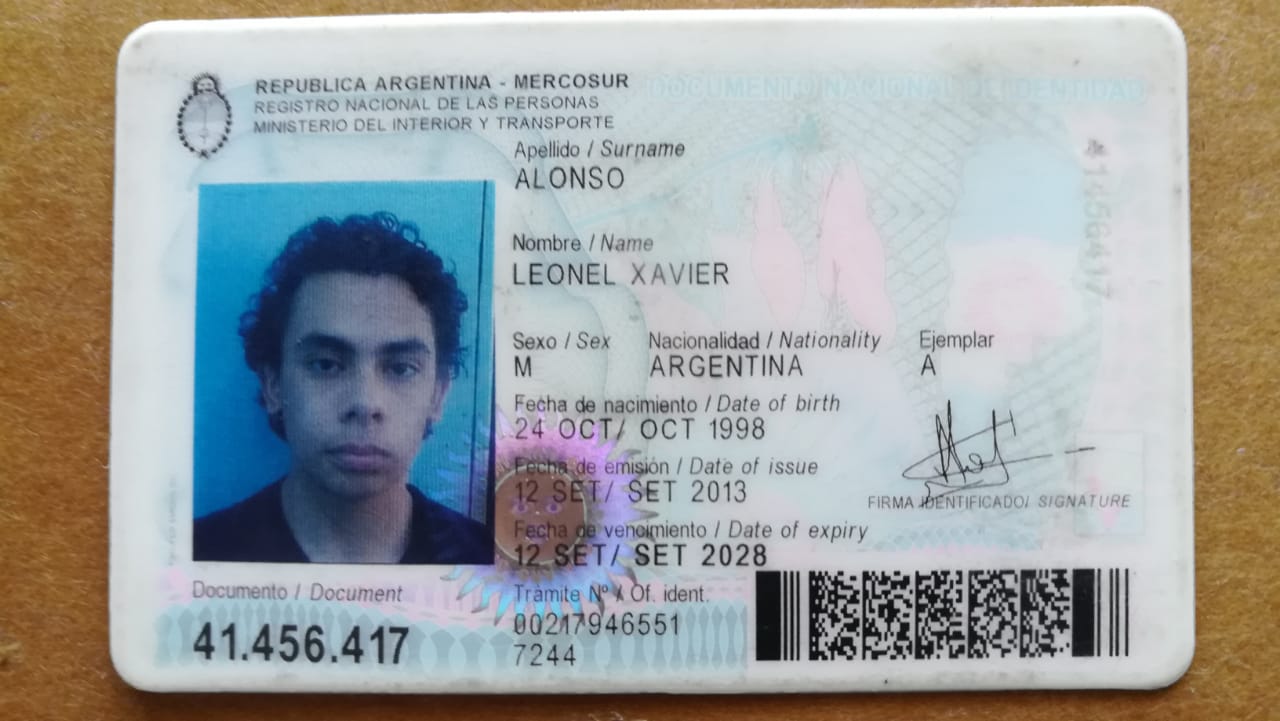 REPUBLICA ARGENTINA - MERCOSUR
REGISTRO NACIONAL DE LAS PERSONAS
MINISTERIO DEL INTERIOR Y TRANSPORTE
DOCUMENTO NACIONAL DE IDENTIDAD
Apellido / Surname
ALONSO
Nombre / Name
LEONEL XAVIER
Sexo / Sex Nacionalidad / Nationality Ejemplar
M ARGENTINA A
Fecha de nacimiento / Date of birth
24 OCT/ OCT 1998
Fecha de emisión / Date of issue
12 SET/ SET 2013
FIRMA IDENTIFICADO/ SIGNATURE
Fecha de vencimiento / Date of expiry
12 SET/ SET 2028
Documento / Document
41.456.417
Tramite Nº / Of. ident.
00217946551
7244